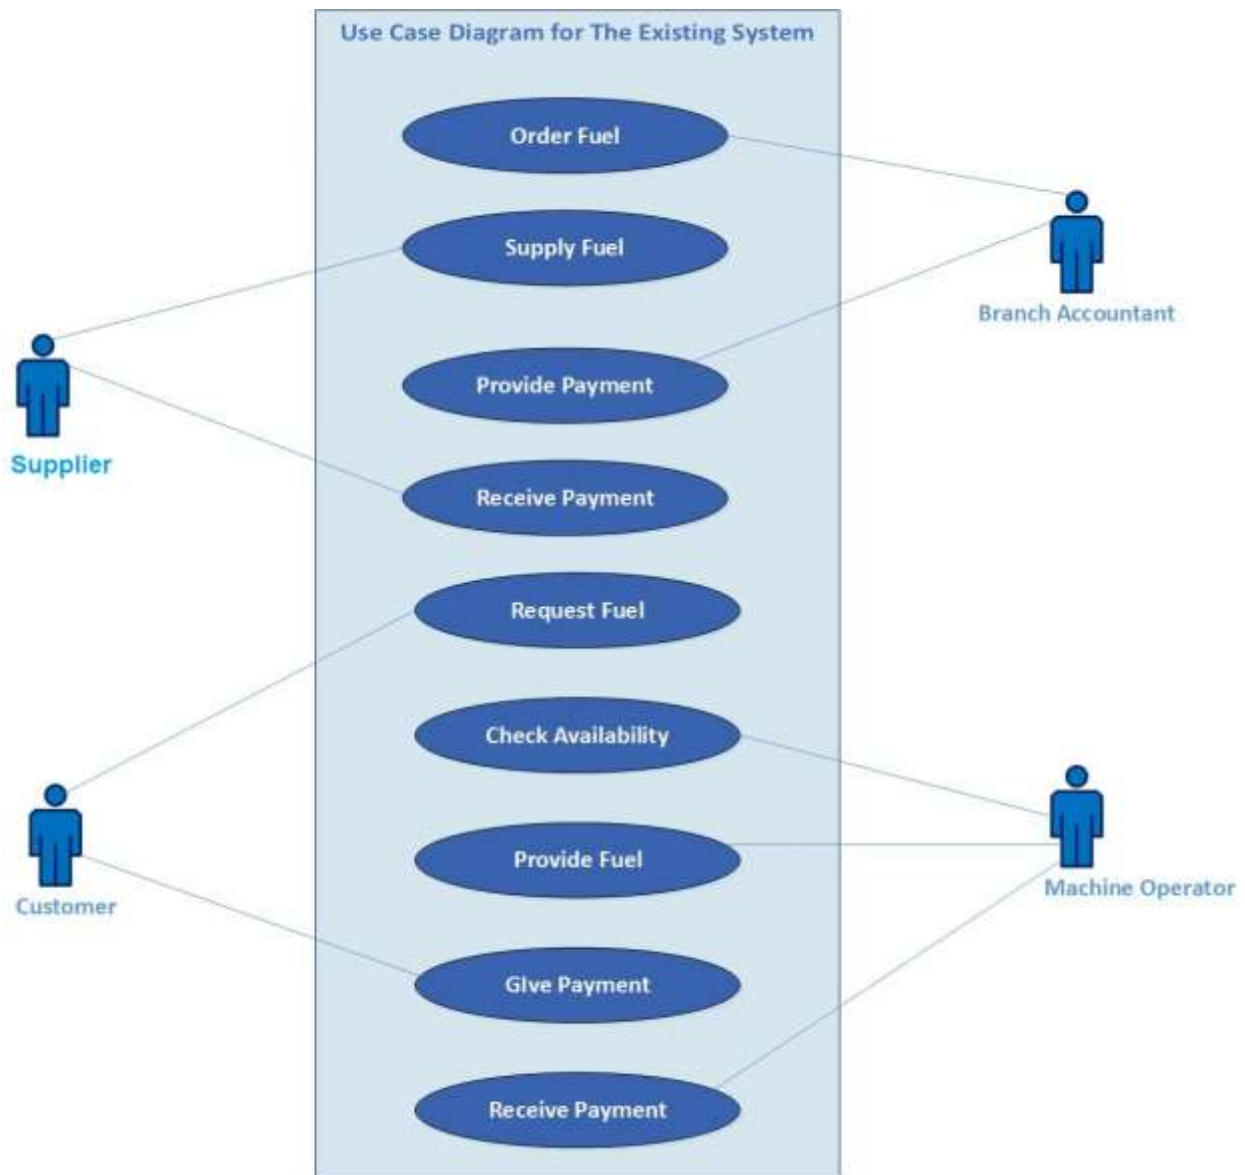 Use Case Diagram for The Existing System
Order Fuel
Supply Fuel
Branch Accountant
Provide Payment
Supplier
Receive Payment
Request Fuel
Check Availability
Provide Fuel
Machine Operator
Customer
GIve Payment
Receive Payment